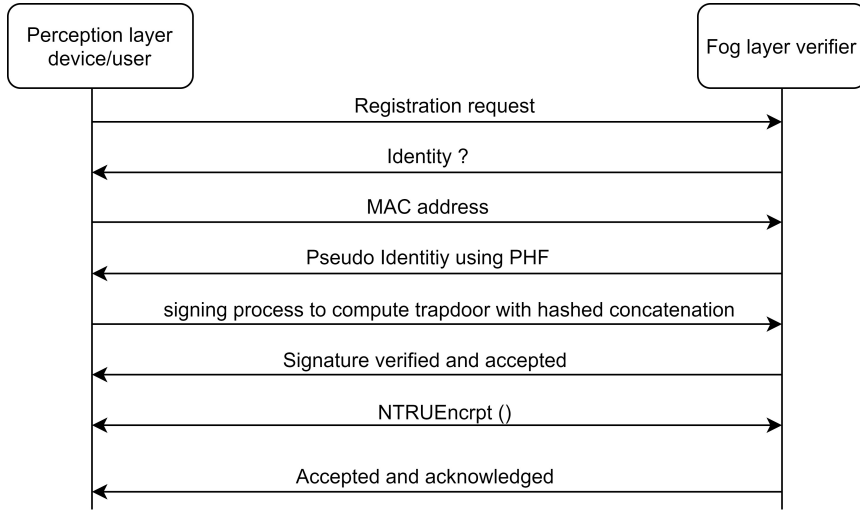 Perception layer
device/user
Fog layer verifier
Registration request
Identity ?
MAC address
Pseudo Identitiy using PHF
signing process to compute trapdoor with hashed concatenation
Signature verified and accepted
NTRUEncrpt ()
Accepted and acknowledged